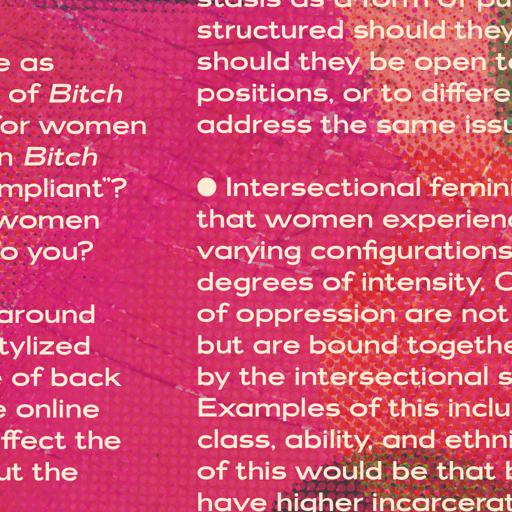 e as
of Bitch
for women
n Bitch
mpliant"?
women
o you?
around
tylized
e of back
e online
ffect the
ut the
stasis as a form of pu
structured should they
should they be open t
positions, or to differe
address the same issu
● Intersectional femini
that women experienc
varying configurations
degrees of intensity. C
of oppression are not
but are bound togethe
by the intersectional s
Examples of this inclu
class, ability, and ethni
of this would be that b
have higher incarcerat